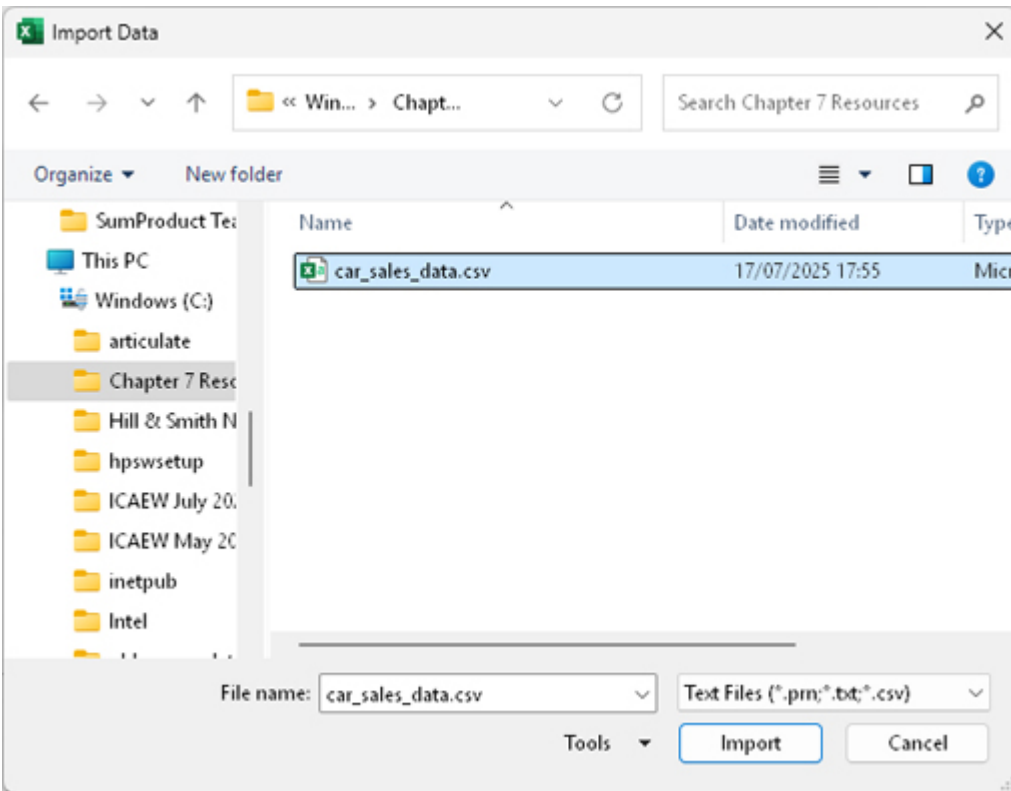 Import Data
« Win... › Chapt...
Search Chapter 7 Resources
Organize
New folder
Name
Date modified
Type
SumProduct Tea
This PC
Windows (C:)
articulate
Chapter 7 Reso
Hill & Smith N
hpswsetup
ICAEW July 20
ICAEW May 20
inetpub
Intel
car_sales_data.csv
17/07/2025 17:55
Micr
File name:
car_sales_data.csv
Text Files (*.prn;*.txt;*.csv)
Tools
Import
Cancel